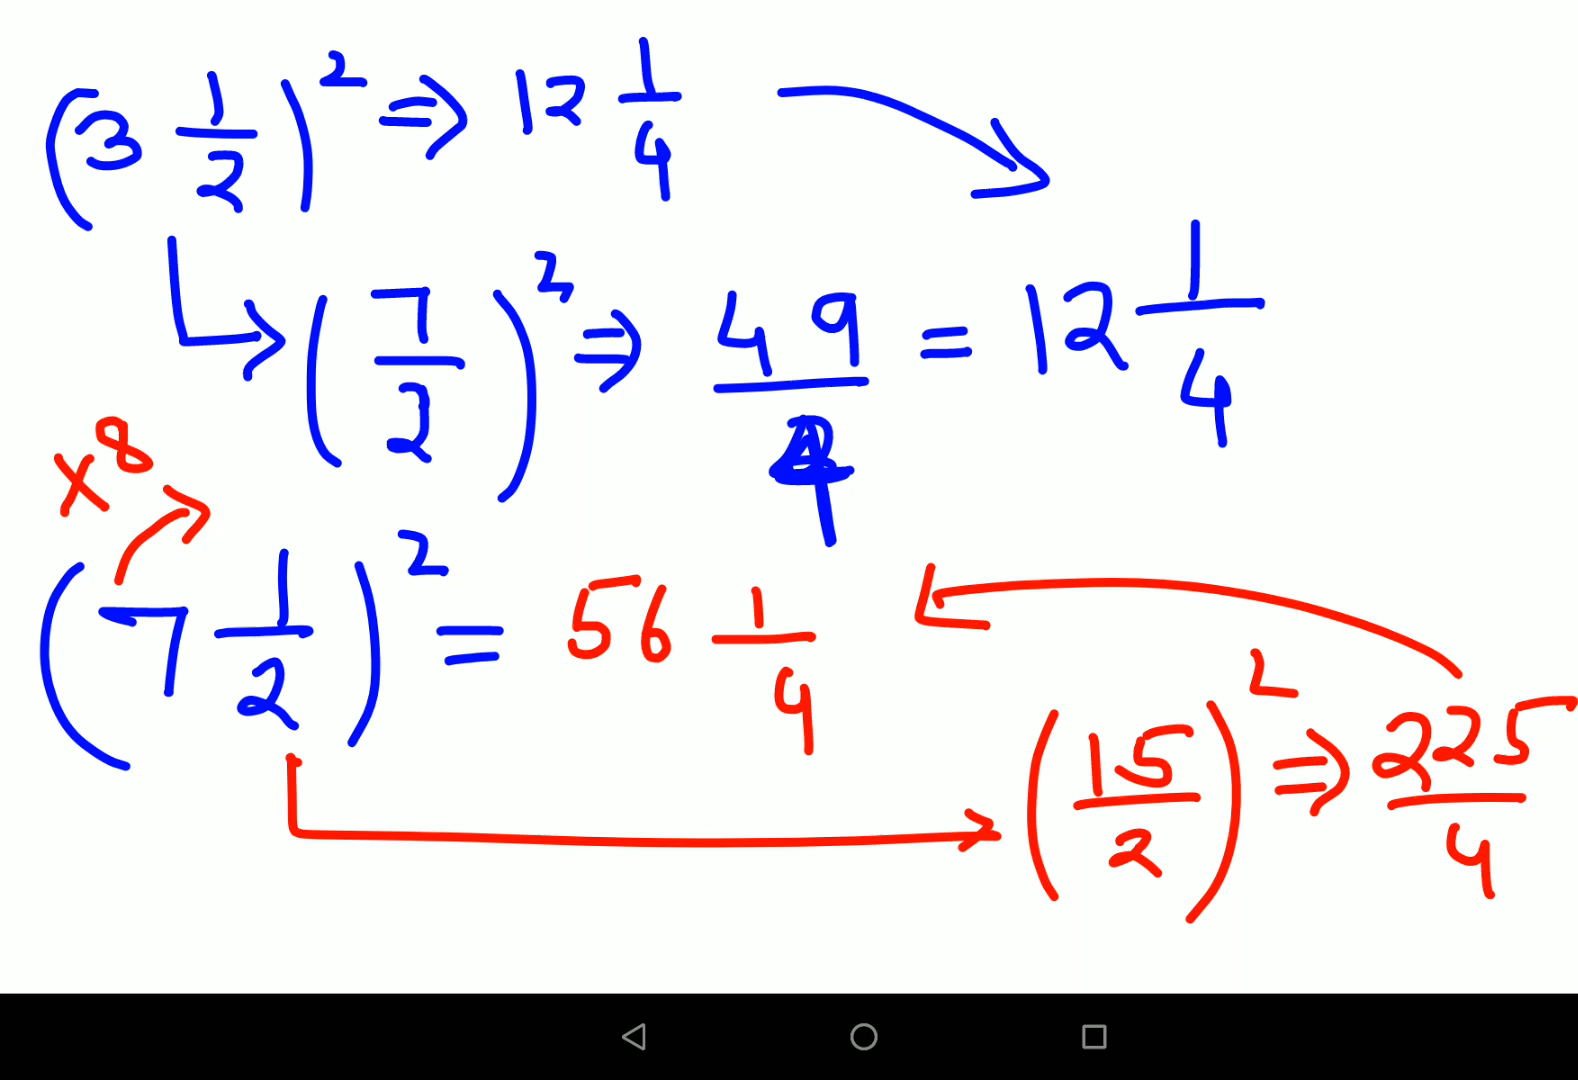 (3 1/2)² ⇒ 12 1/4
(7/2)² ⇒ 49/4 = 12 1/4
x8
(7 1/2)² = 56 1/4
(15/2)² ⇒ 225/4